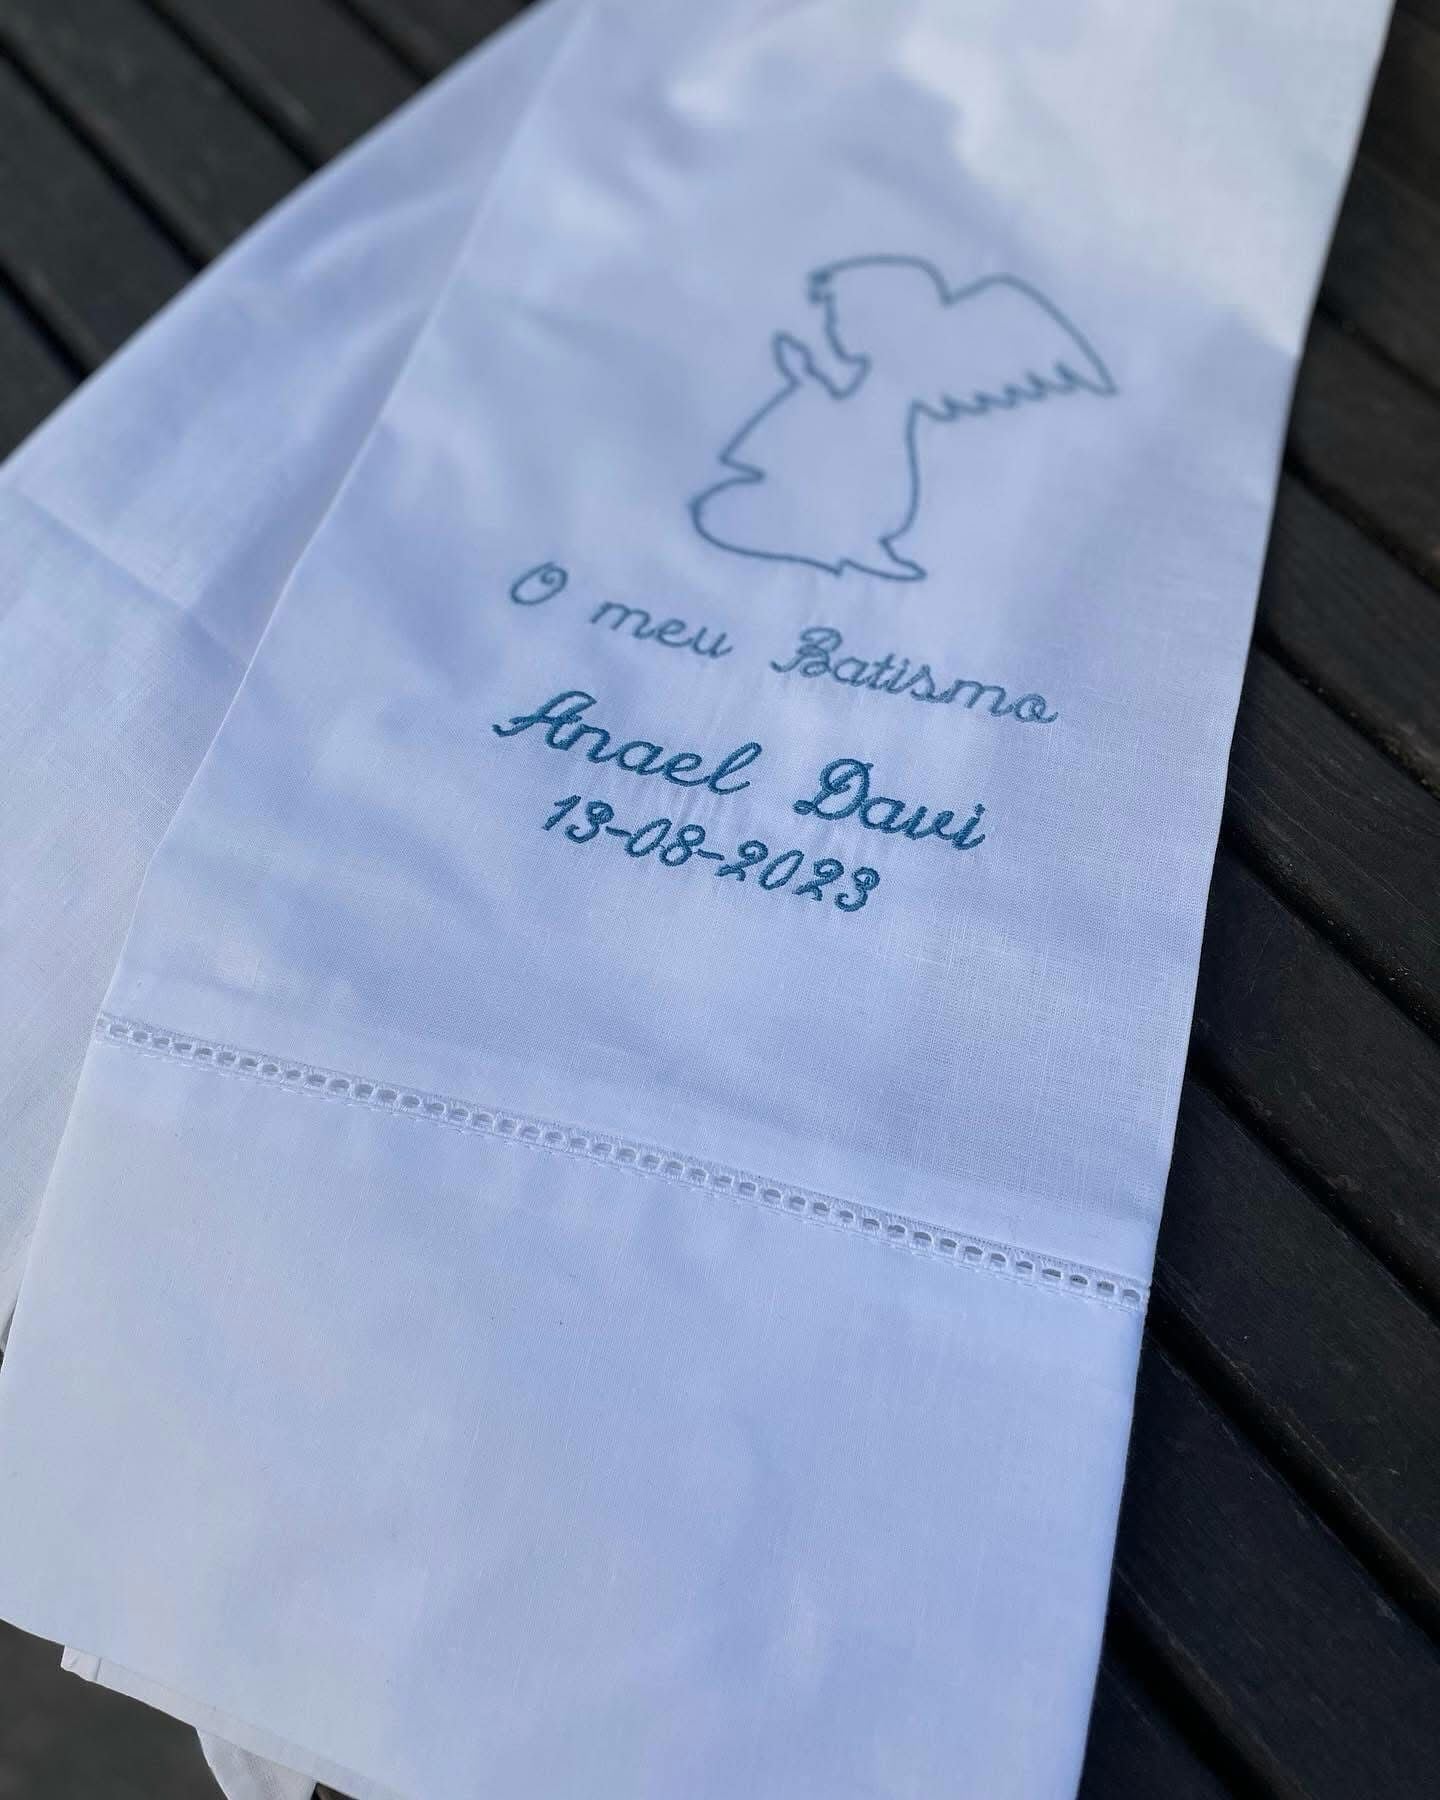 O meu Batismo
Anael Davi
13-08-2023